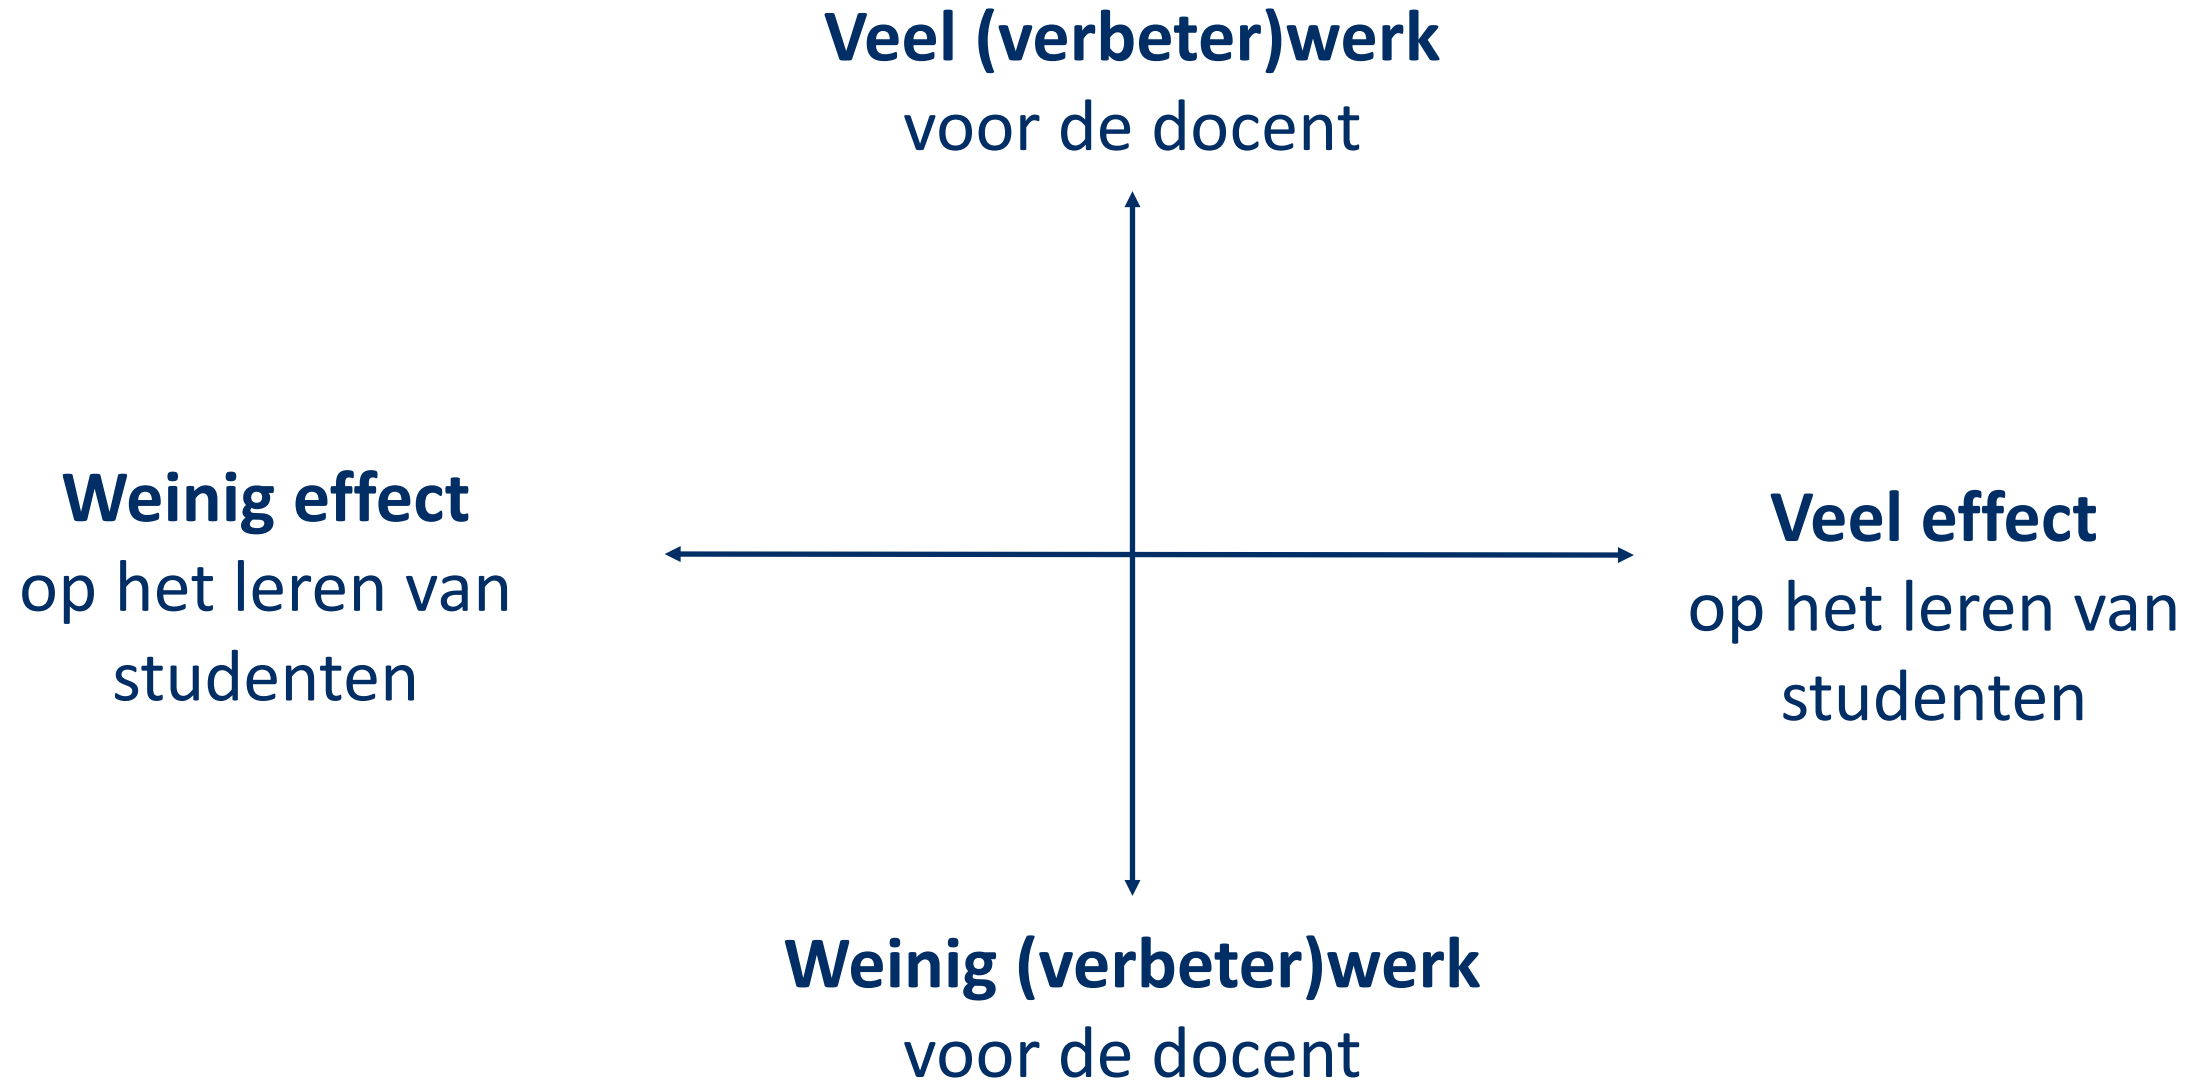 Veel (verbeter)werk
voor de docent
Weinig effect
op het leren van
studenten
Veel effect
op het leren van
studenten
Weinig (verbeter)werk
voor de docent